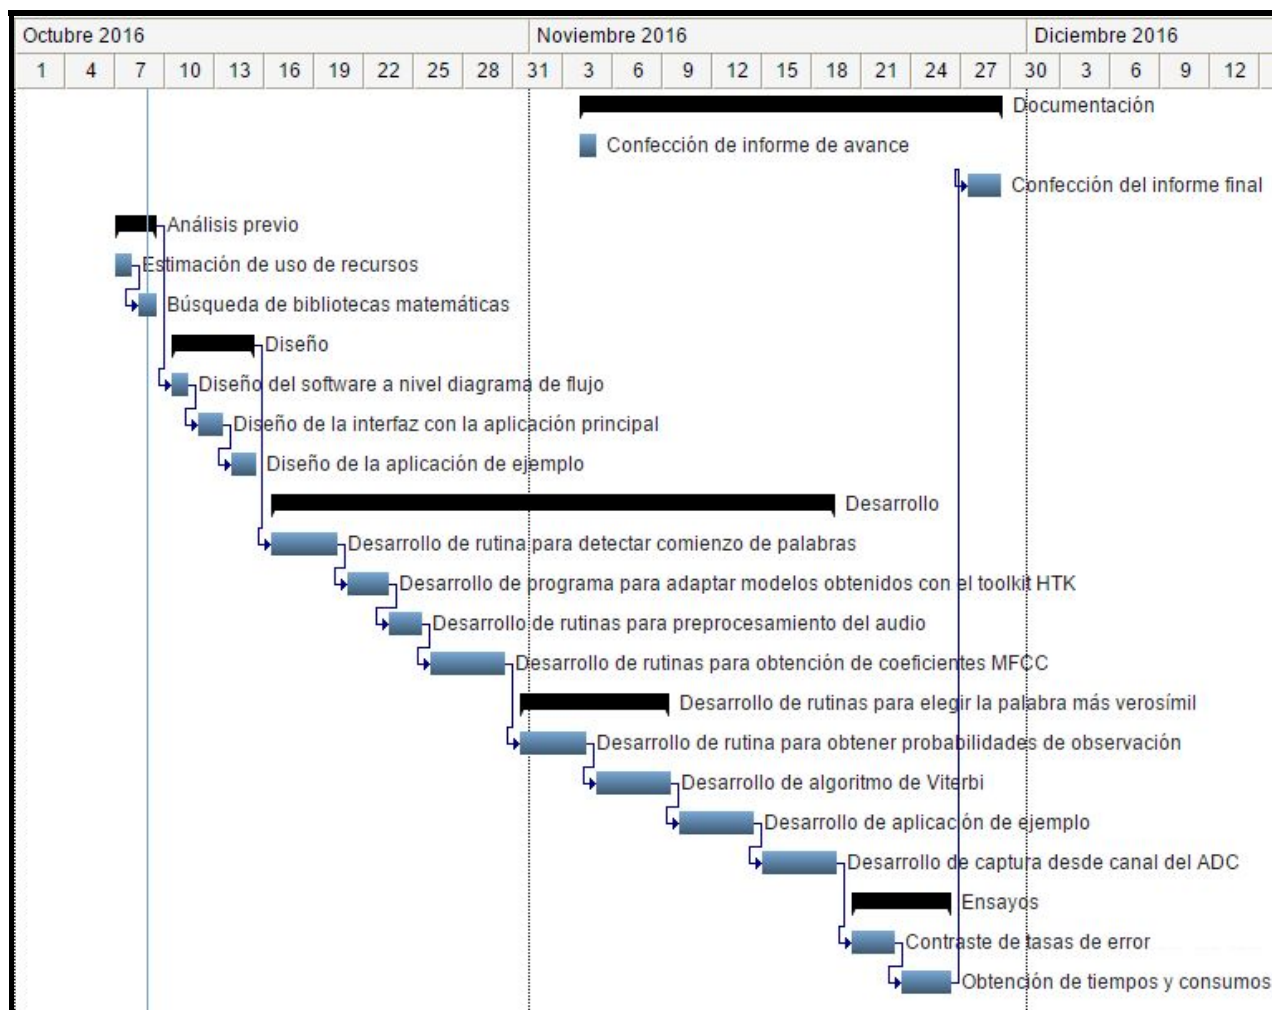 Octubre 2016 Noviembre 2016 Diciembre 2016
1 4 7 10 13 16 19 22 25 28 31 3 6 9 12 15 18 21 24 27 30 3 6 9 12
Documentación
Confección de informe de avance
Confección del informe final
Análisis previo
Estimación de uso de recursos
Búsqueda de bibliotecas matemáticas
Diseño
Diseño del software a nivel diagrama de flujo
Diseño de la interfaz con la aplicación principal
Diseño de la aplicación de ejemplo
Desarrollo
Desarrollo de rutina para detectar comienzo de palabras
Desarrollo de programa para adaptar modelos obtenidos con el toolkit HTK
Desarrollo de rutinas para preprocesamiento del audio
Desarrollo de rutinas para obtención de coeficientes MFCC
Desarrollo de rutinas para elegir la palabra más verosímil
Desarrollo de rutina para obtener probabilidades de observación
Desarrollo de algoritmo de Viterbi
Desarrollo de aplicación de ejemplo
Desarrollo de captura desde canal del ADC
Ensayos
Contraste de tasas de error
Obtención de tiempos y consumos